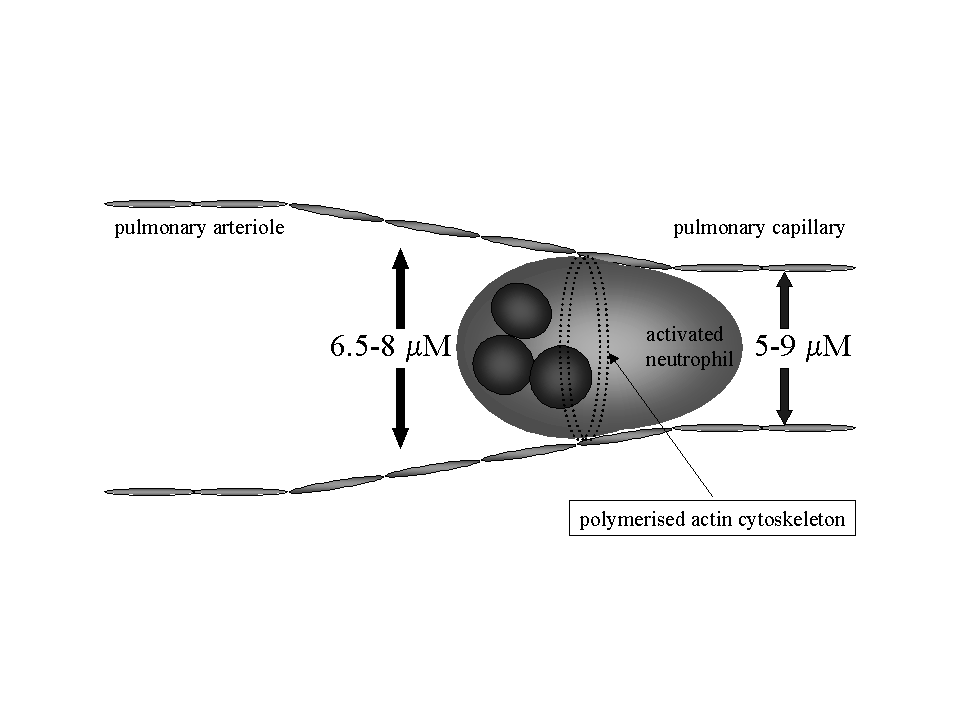 pulmonary arteriole
pulmonary capillary
6.5-8 μM
activated
neutrophil
5-9 μM
polymerised actin cytoskeleton